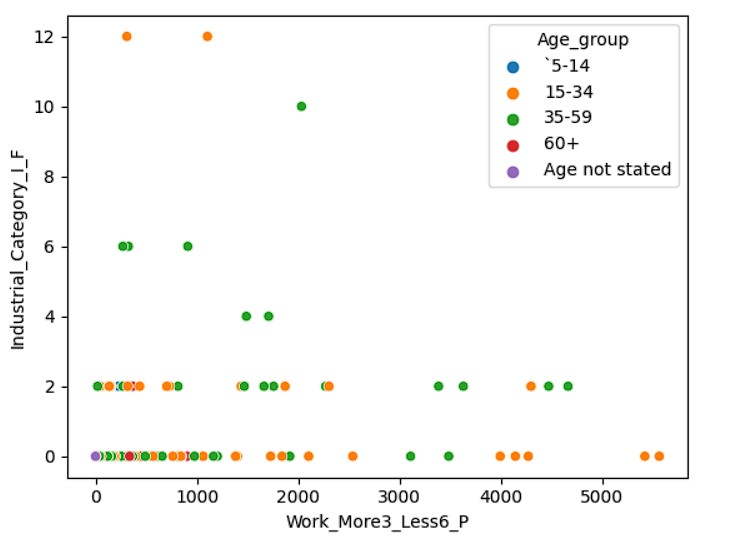 Age_group
`5-14
15-34
35-59
60+
Age not stated
Industrial_Category_I_F
12
10
8
6
4
2
0
0 1000 2000 3000 4000 5000
Work_More3_Less6_P